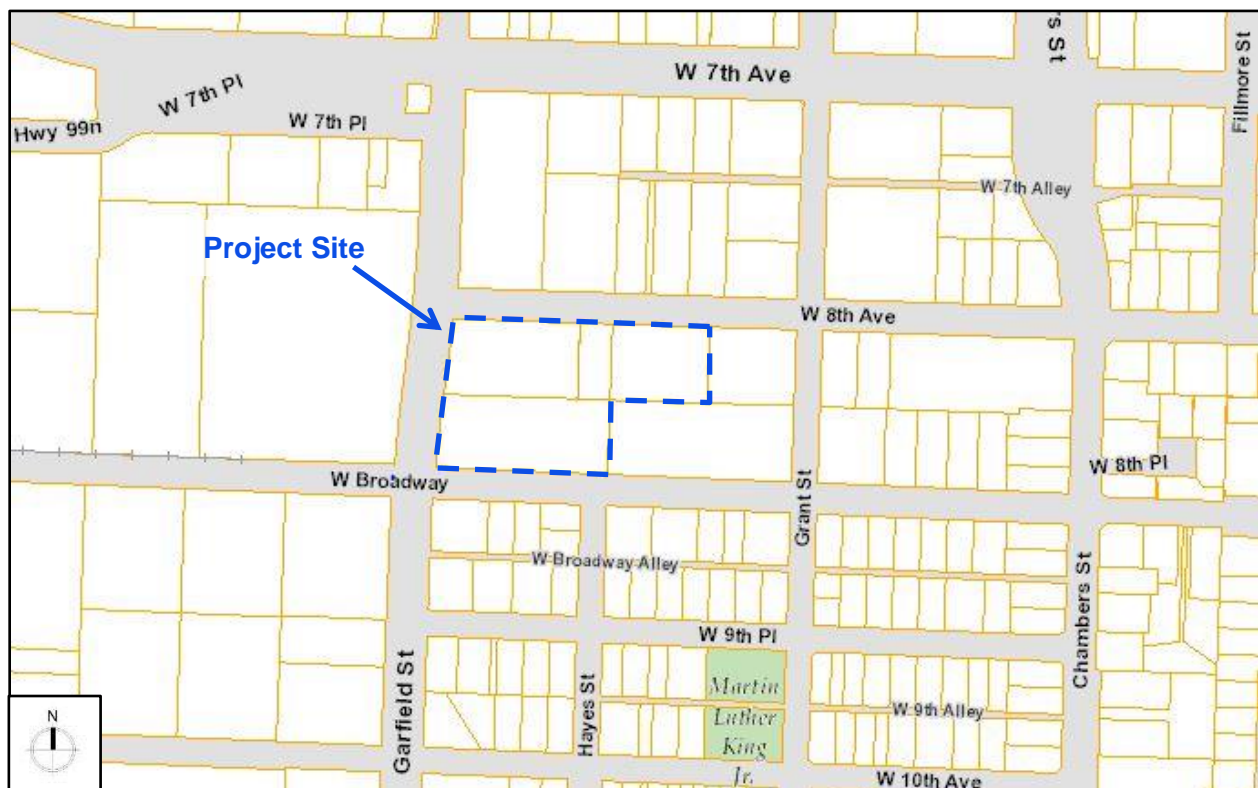 W 7th Ave
W 7th Pl
W 7th Pl
Hwy 99n
Fillmore St
W 7th Alley
Project Site
W 8th Ave
W 8th Pl
W Broadway
Grant St
W Broadway Alley
Chambers St
W 9th Pl
Garfield St
Hayes St
Martin
Luther
King
Jr.
W 9th Alley
W 10th Ave
N